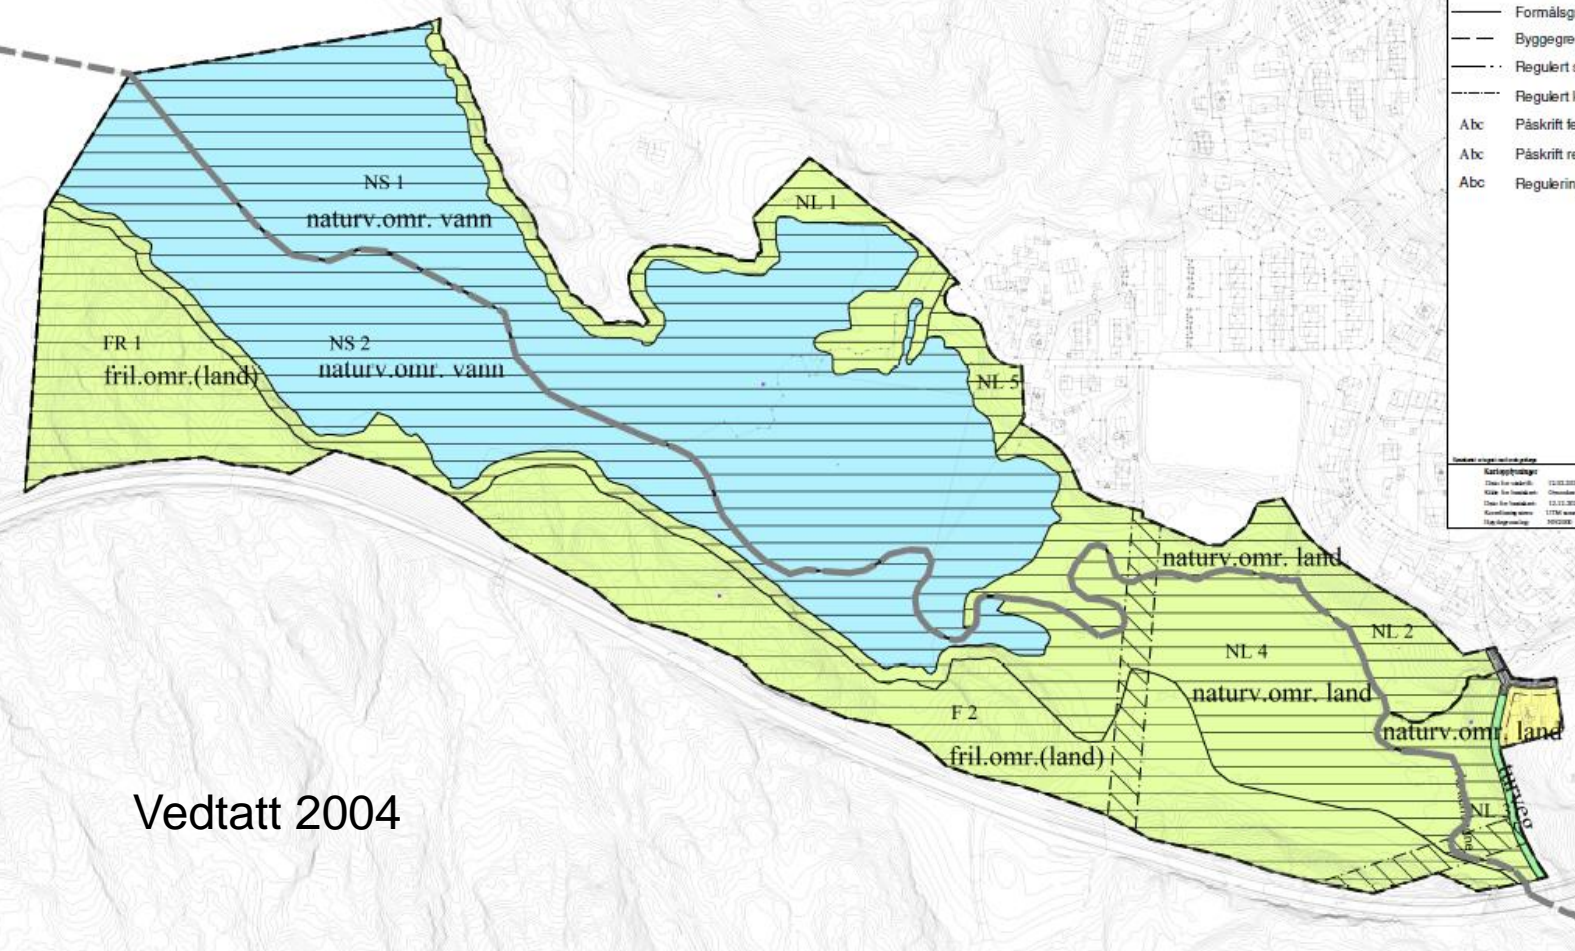 Formålsg
Byggegre
Regulert s
Regulert l
Abc Påskrift fe
Abc Påskrift re
Abc Regulerin
NS 1
naturv.omr. vann
NL 1
FR 1
fril.omr.(land)
NS 2
naturv.omr. vann
NL 5
Kartopplysninger
naturv.omr. land
NL 2
NL 4
naturv.omr. land
F 2
fril.omr.(land)
naturv.omr. land
NL 3
turveg
Vedtatt 2004